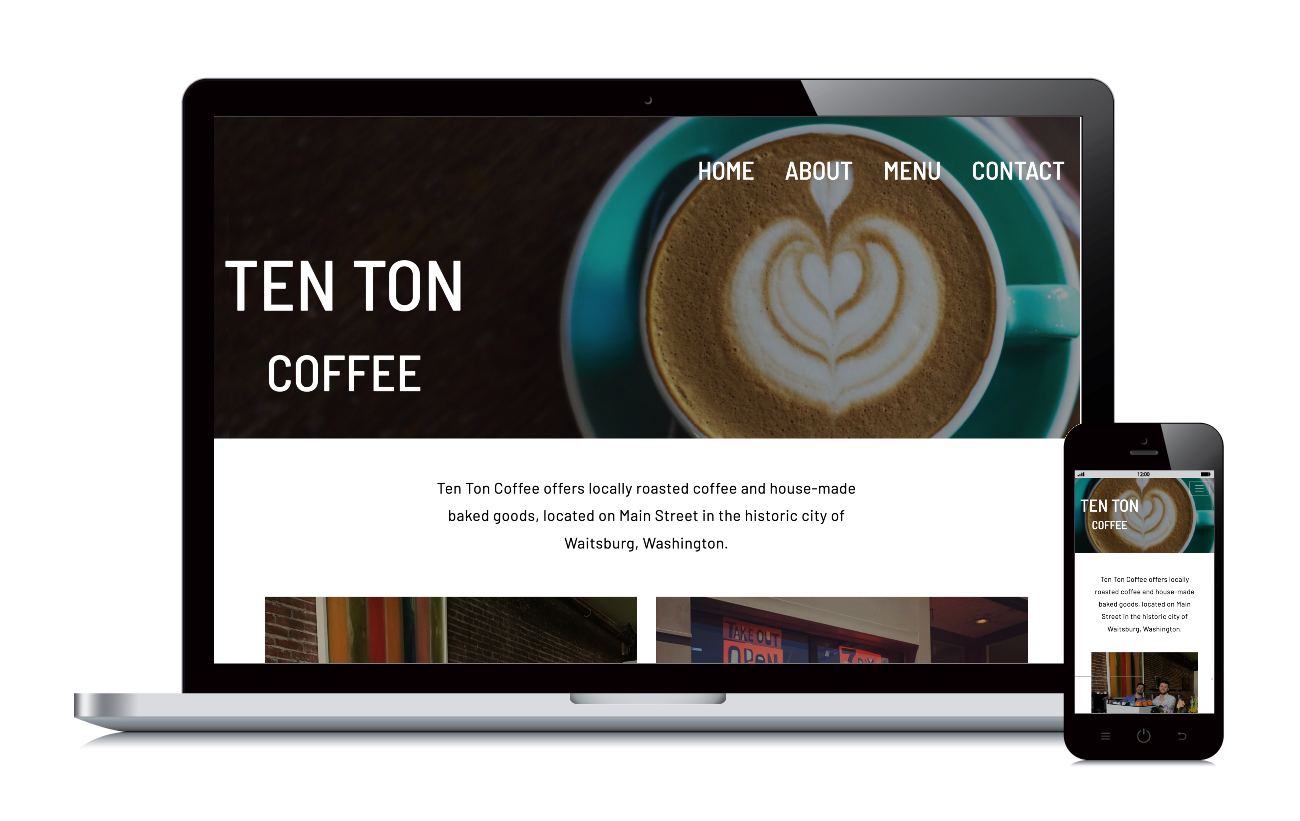 HOME ABOUT MENU CONTACT
TEN TON
COFFEE
Ten Ton Coffee offers locally roasted coffee and house-made
baked goods, located on Main Street in the historic city of
Waitsburg, Washington.
TAKE OUT
OPEN
12:00
TEN TON
COFFEE
Ten Ton Coffee offers locally
roasted coffee and house-made
baked goods, located on Main
Street in the historic city of
Waitsburg, Washington.